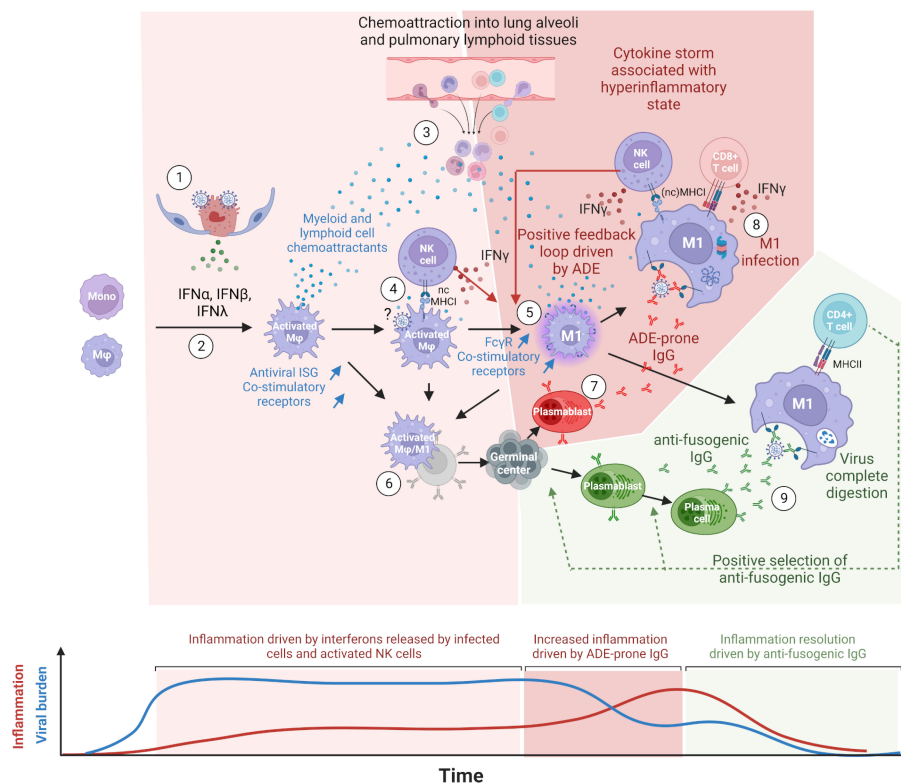 Chemoattraction into lung alveoli
and pulmonary lymphoid tissues
Cytokine storm
associated with
hyperinflammatory
state
3
1
NK
cell
CD8+
T cell
(nc)MHCI
IFNγ
IFNγ
Myeloid and
lymphoid cell
chemoattractants
NK
cell
IFNγ
Positive feedback
loop driven
by ADE
M1
8
M1
infection
Mono
IFNα, IFNβ,
IFNλ
4
nc
MHCI
?
5
2
Mφ
Activated
Mφ
Activated
Mφ
M1
FcγR
Co-stimulatory
receptors
ADE-prone
IgG
CD4+
T cell
MHCII
Antiviral ISG
Co-stimulatory
receptors
7
Plasmablast
M1
Activated
Mφ/M1
6
Germinal
center
anti-fusogenic
IgG
Virus
complete
digestion
Plasmablast
Plasma
cell
9
Positive selection of
anti-fusogenic IgG
Inflammation driven by interferons released by infected
cells and activated NK cells
Increased inflammation
driven by ADE-prone IgG
Inflammation resolution
driven by anti-fusogenic IgG
Inflammation
Viral burden
Time